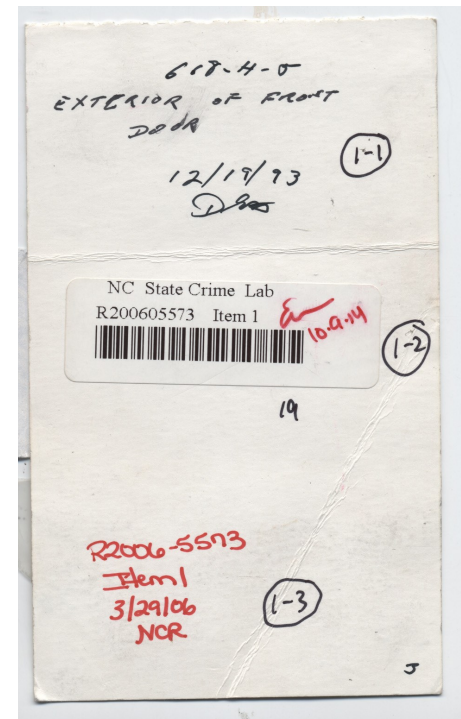 618-H-J
EXTERIOR OF FRONT
DOOR
1-1
12/19/93
NC State Crime Lab
R200605573 Item 1
10-9-14
1-2
19
R2006-5573
Item 1
3/29/06
NCR
1-3
J